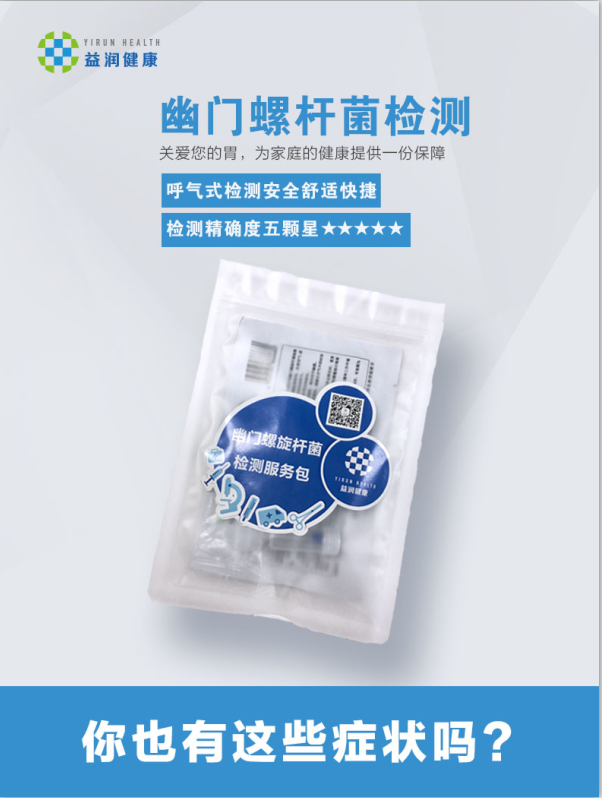 YIRUN HEALTH
益润健康
幽门螺杆菌检测
关爱您的胃，为家庭的健康提供一份保障
呼气式检测安全舒适快捷
检测精确度五颗星★★★★★
幽门螺旋杆菌
检测服务包
YIRUN HEALTH
益润健康
你也有这些症状吗？